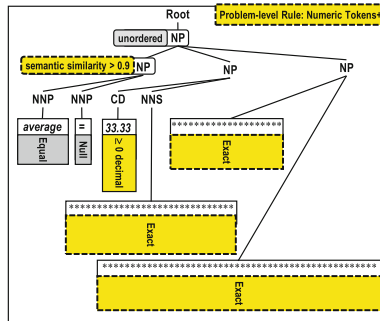 Root
Problem-level Rule: Numeric Tokens+
unordered NP
semantic similarity > 0.9 NP
NP
NP
NNP
NNP
CD
NNS
average
=
33.33
*******************
Equal
Null
≥ 0 decimal
Exact
***********************
Exact
********************************
Exact